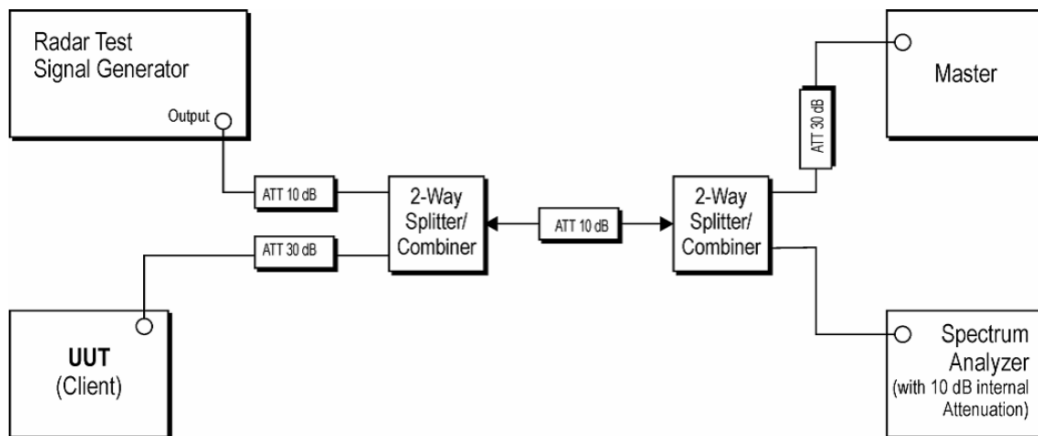 Radar Test
Signal Generator
Output
Master
ATT 30 dB
ATT 10 dB
2-Way
Splitter/
Combiner
ATT 10 dB
2-Way
Splitter/
Combiner
ATT 30 dB
UUT
(Client)
Spectrum
Analyzer
(with 10 dB internal
Attenuation)